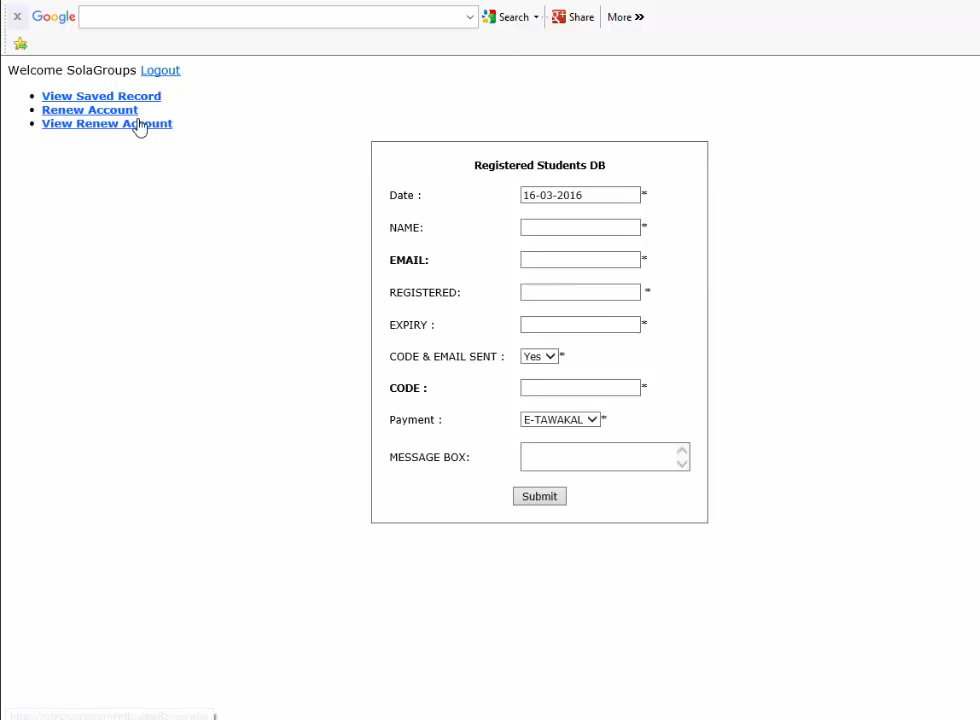 x Google Search Share More »
Welcome SolaGroups Logout
• View Saved Record
• Renew Account
• View Renew Account
Registered Students DB
Date : 16-03-2016 *
NAME: *
EMAIL: *
REGISTERED: *
EXPIRY : *
CODE & EMAIL SENT : Yes *
CODE : *
Payment : E-TAWAKAL *
MESSAGE BOX:
Submit